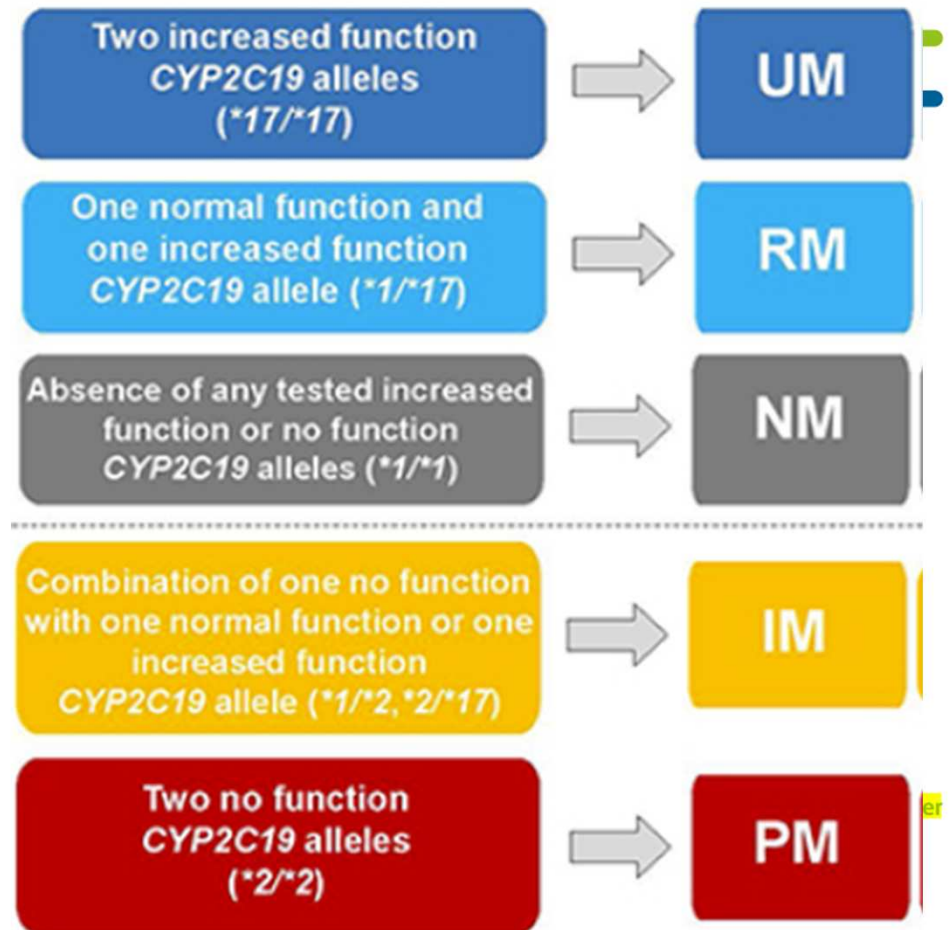 Two increased function
CYP2C19 alleles
(*17/*17)
UM
One normal function and
one increased function
CYP2C19 allele (*1/*17)
RM
Absence of any tested increased
function or no function
CYP2C19 alleles (*1/*1)
NM
Combination of one no function
with one normal function or one
increased function
CYP2C19 allele (*1/*2,*2/*17)
IM
Two no function
CYP2C19 alleles
(*2/*2)
PM
er